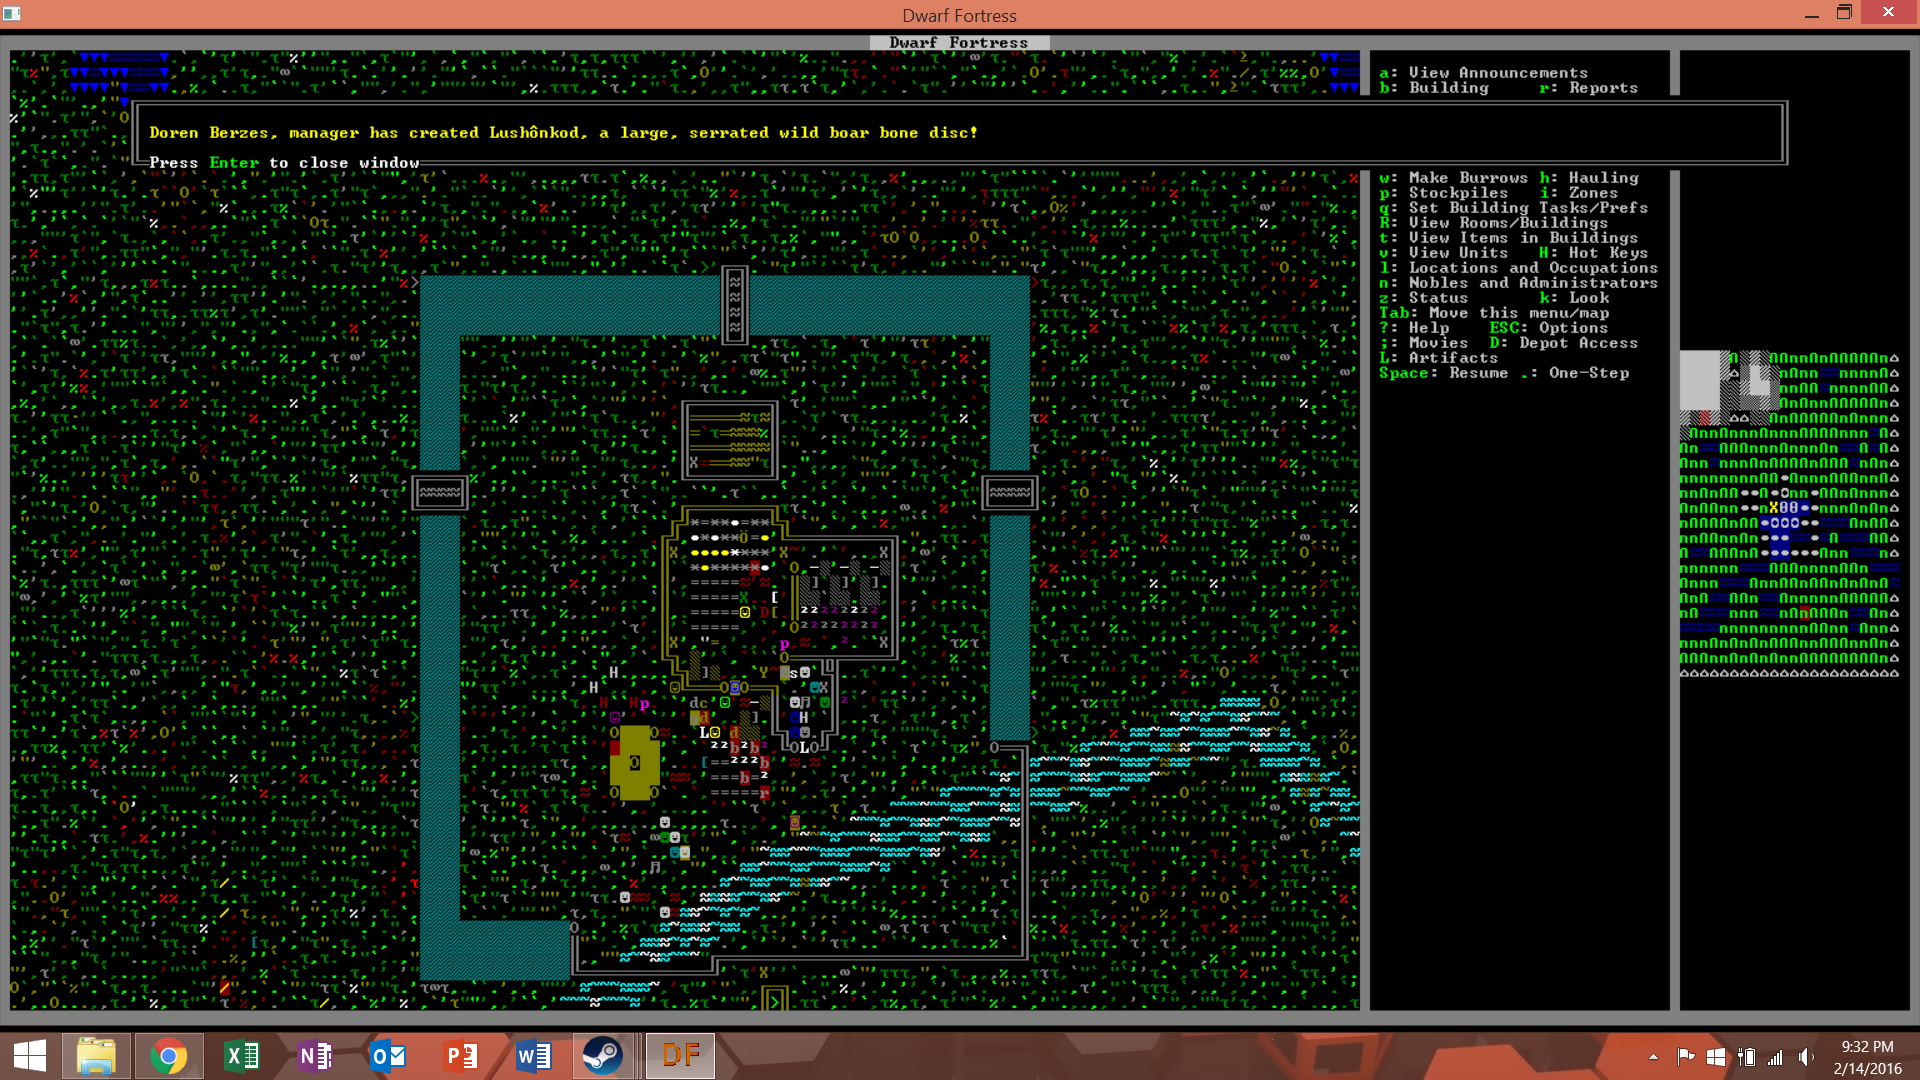 Dwarf Fortress
Dwarf Fortress
a: View Announcements
b: Building r: Reports
Doren Berzes, manager has created Lushônkod, a large, serrated wild boar bone disc!
Press Enter to close window
w: Make Burrows h: Hauling
p: Stockpiles i: Zones
q: Set Building Tasks/Prefs
R: View Rooms/Buildings
t: View Items in Buildings
v: View Units H: Hot Keys
l: Locations and Occupations
n: Nobles and Administrators
z: Status k: Look
Tab: Move this menu/map
?: Help ESC: Options
;: Movies D: Depot Access
L: Artifacts
Space: Resume .: One-Step
DF
9:32 PM
2/14/2016